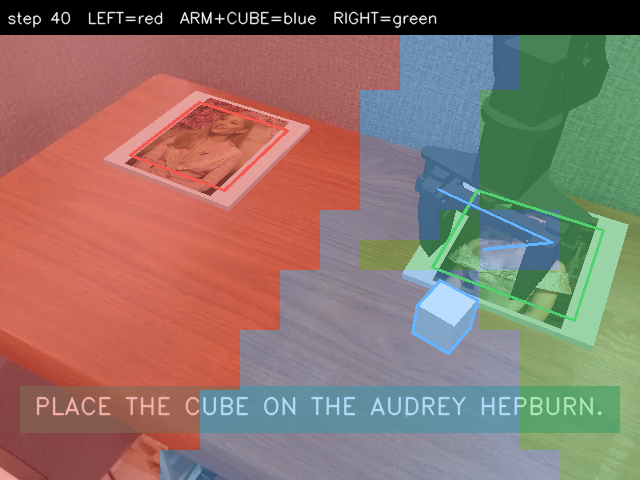 step 40 LEFT=red ARM+CUBE=blue RIGHT=green
PLACE THE CUBE ON THE AUDREY HEPBURN.